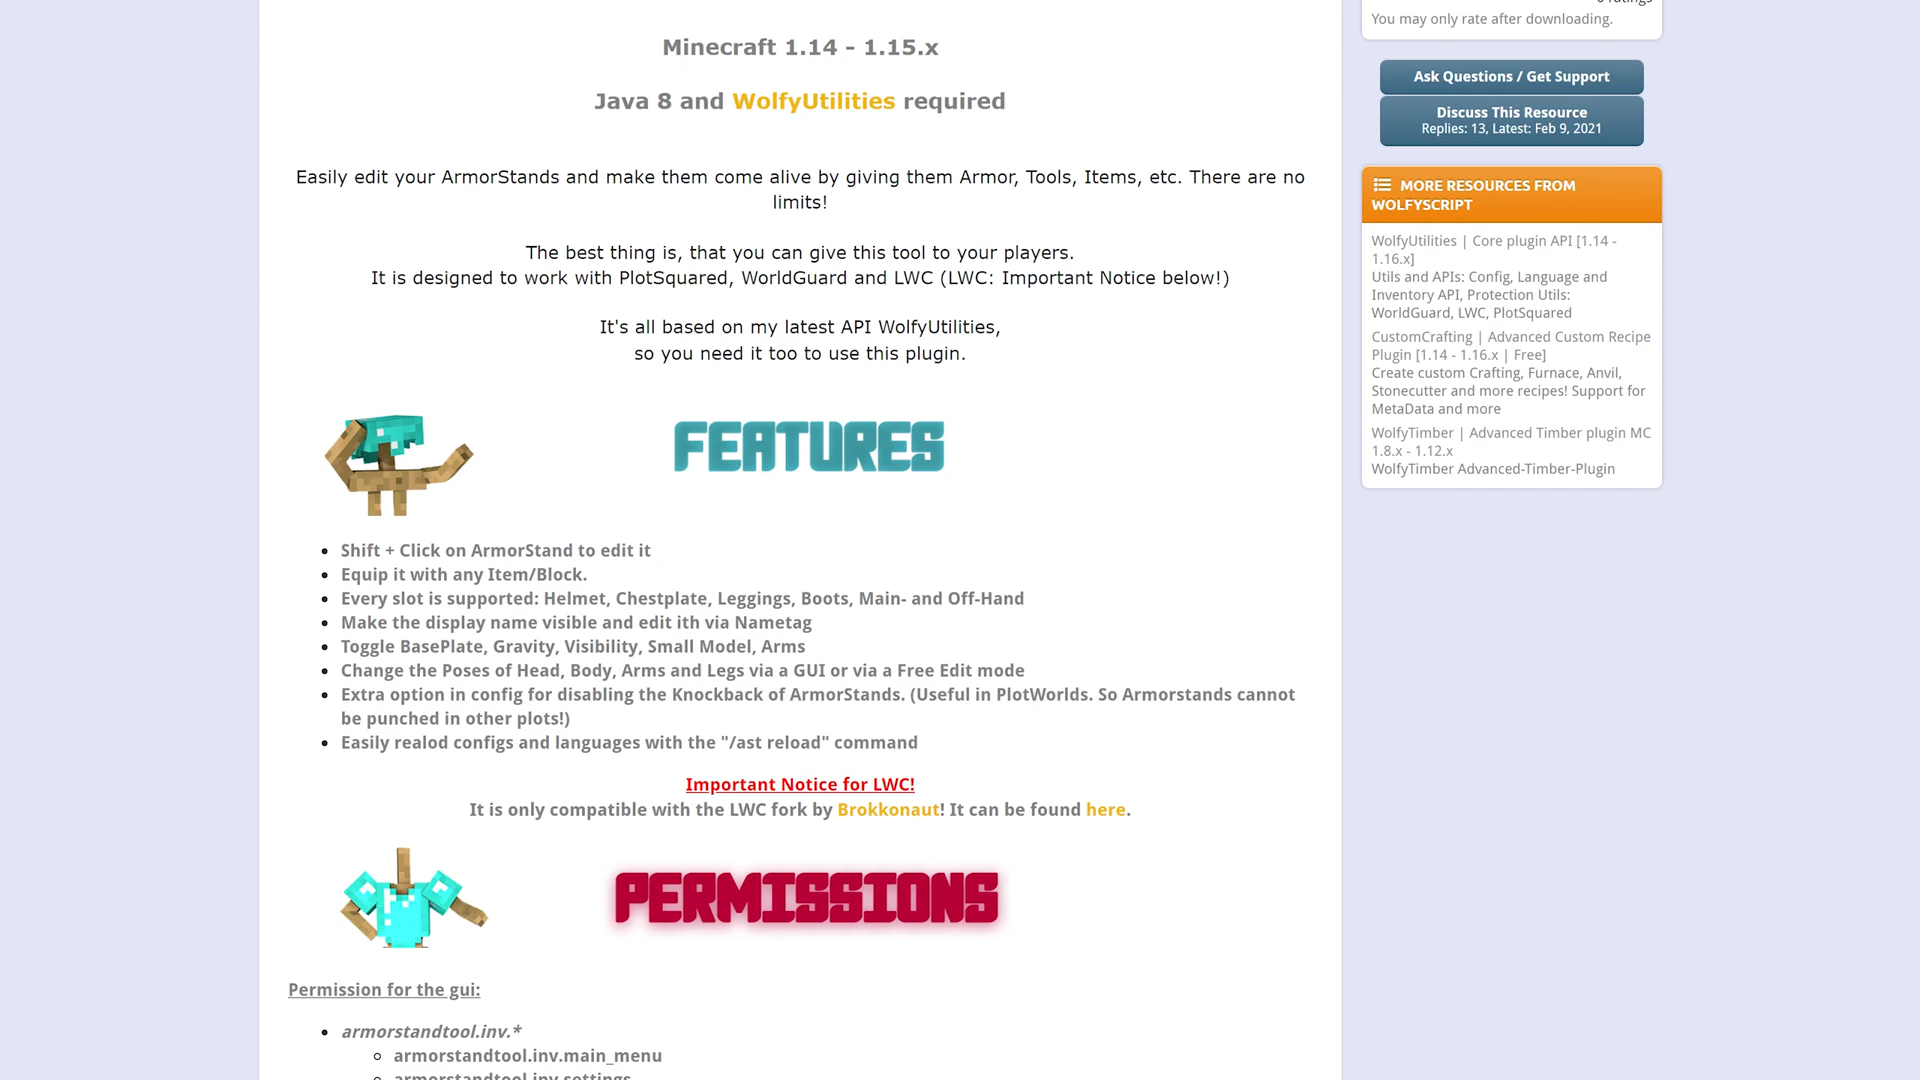 Minecraft 1.14 - 1.15.x
Java 8 and WolfyUtilities required
Easily edit your ArmorStands and make them come alive by giving them Armor, Tools, Items, etc. There are no
limits!
The best thing is, that you can give this tool to your players.
It is designed to work with PlotSquared, WorldGuard and LWC (LWC: Important Notice below!)
It's all based on my latest API WolfyUtilities,
so you need it too to use this plugin.
FEATURES
Shift + Click on ArmorStand to edit it
Equip it with any Item/Block.
Every slot is supported: Helmet, Chestplate, Leggings, Boots, Main- and Off-Hand
Make the display name visible and edit ith via Nametag
Toggle BasePlate, Gravity, Visibility, Small Model, Arms
Change the Poses of Head, Body, Arms and Legs via a GUI or via a Free Edit mode
Extra option in config for disabling the Knockback of ArmorStands. (Useful in PlotWorlds. So Armorstands cannot
be punched in other plots!)
Easily realod configs and languages with the "/ast reload" command
Important Notice for LWC!
It is only compatible with the LWC fork by Brokkonaut! It can be found here.
PERMISSIONS
Permission for the gui:
armorstandtool.inv.*
armorstandtool.inv.main_menu
armorstandtool.inv.settings
You may only rate after downloading.
Ask Questions / Get Support
Discuss This Resource
Replies: 13, Latest: Feb 9, 2021
MORE RESOURCES FROM
WOLFYSCRIPT
WolfyUtilities | Core plugin API [1.14 -
1.16.x]
Utils and APIs: Config, Language and
Inventory API, Protection Utils:
WorldGuard, LWC, PlotSquared
CustomCrafting | Advanced Custom Recipe
Plugin [1.14 - 1.16.x | Free]
Create custom Crafting, Furnace, Anvil,
Stonecutter and more recipes! Support for
MetaData and more
WolfyTimber | Advanced Timber plugin MC
1.8.x - 1.12.x
WolfyTimber Advanced-Timber-Plugin